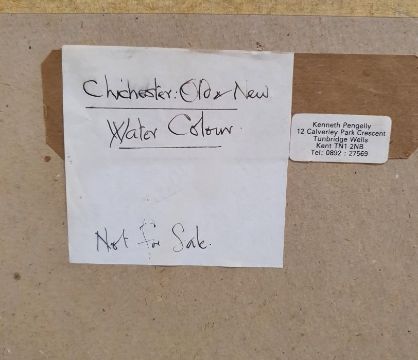 Chichester: Old & New
Water Colour.
Not for Sale.
Kenneth Pengelly
12 Calverley Park Crescent
Tunbridge Wells
Kent TN1 2NB
Tel: 0892 : 27569